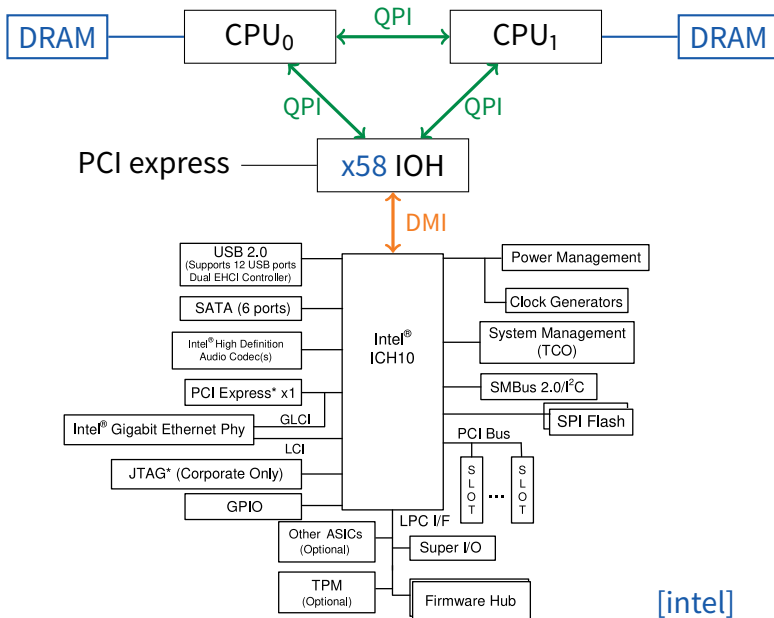 QPI
DRAM CPU0 CPU1 DRAM
QPI QPI
PCI express x58 IOH
DMI
USB 2.0
(Supports 12 USB ports
Dual EHCI Controller)
Power Management
SATA (6 ports)
Clock Generators
Intel® High Definition
Audio Codec(s)
Intel®
ICH10
System Management
(TCO)
PCI Express* x1
SMBus 2.0/I²C
GLCI
Intel® Gigabit Ethernet Phy
SPI Flash
LCI
PCI Bus
JTAG* (Corporate Only)
SLOT ... SLOT
GPIO
LPC I/F
Other ASICs
(Optional)
Super I/O
TPM
(Optional)
Firmware Hub
[intel]